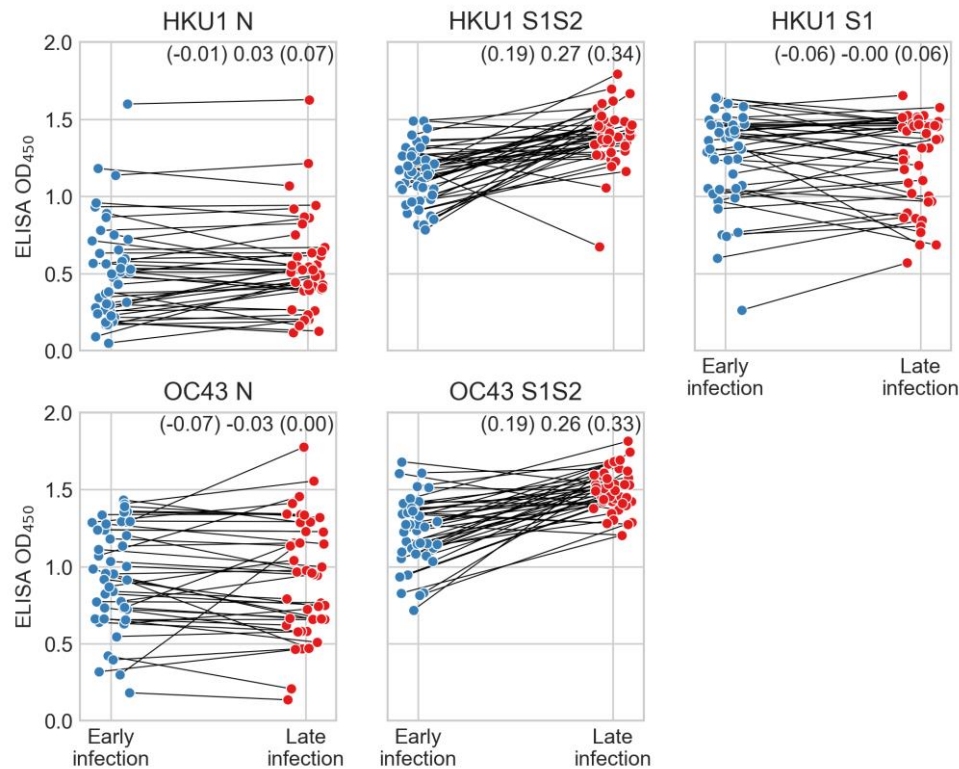 HKU1 N
(-0.01) 0.03 (0.07)
HKU1 S1S2
(0.19) 0.27 (0.34)
HKU1 S1
(-0.06) -0.00 (0.06)
ELISA OD450
2.0
1.5
1.0
0.5
0.0
Early
infection
Late
infection
OC43 N
(-0.07) -0.03 (0.00)
OC43 S1S2
(0.19) 0.26 (0.33)
ELISA OD450
2.0
1.5
1.0
0.5
0.0
Early
infection
Late
infection
Early
infection
Late
infection